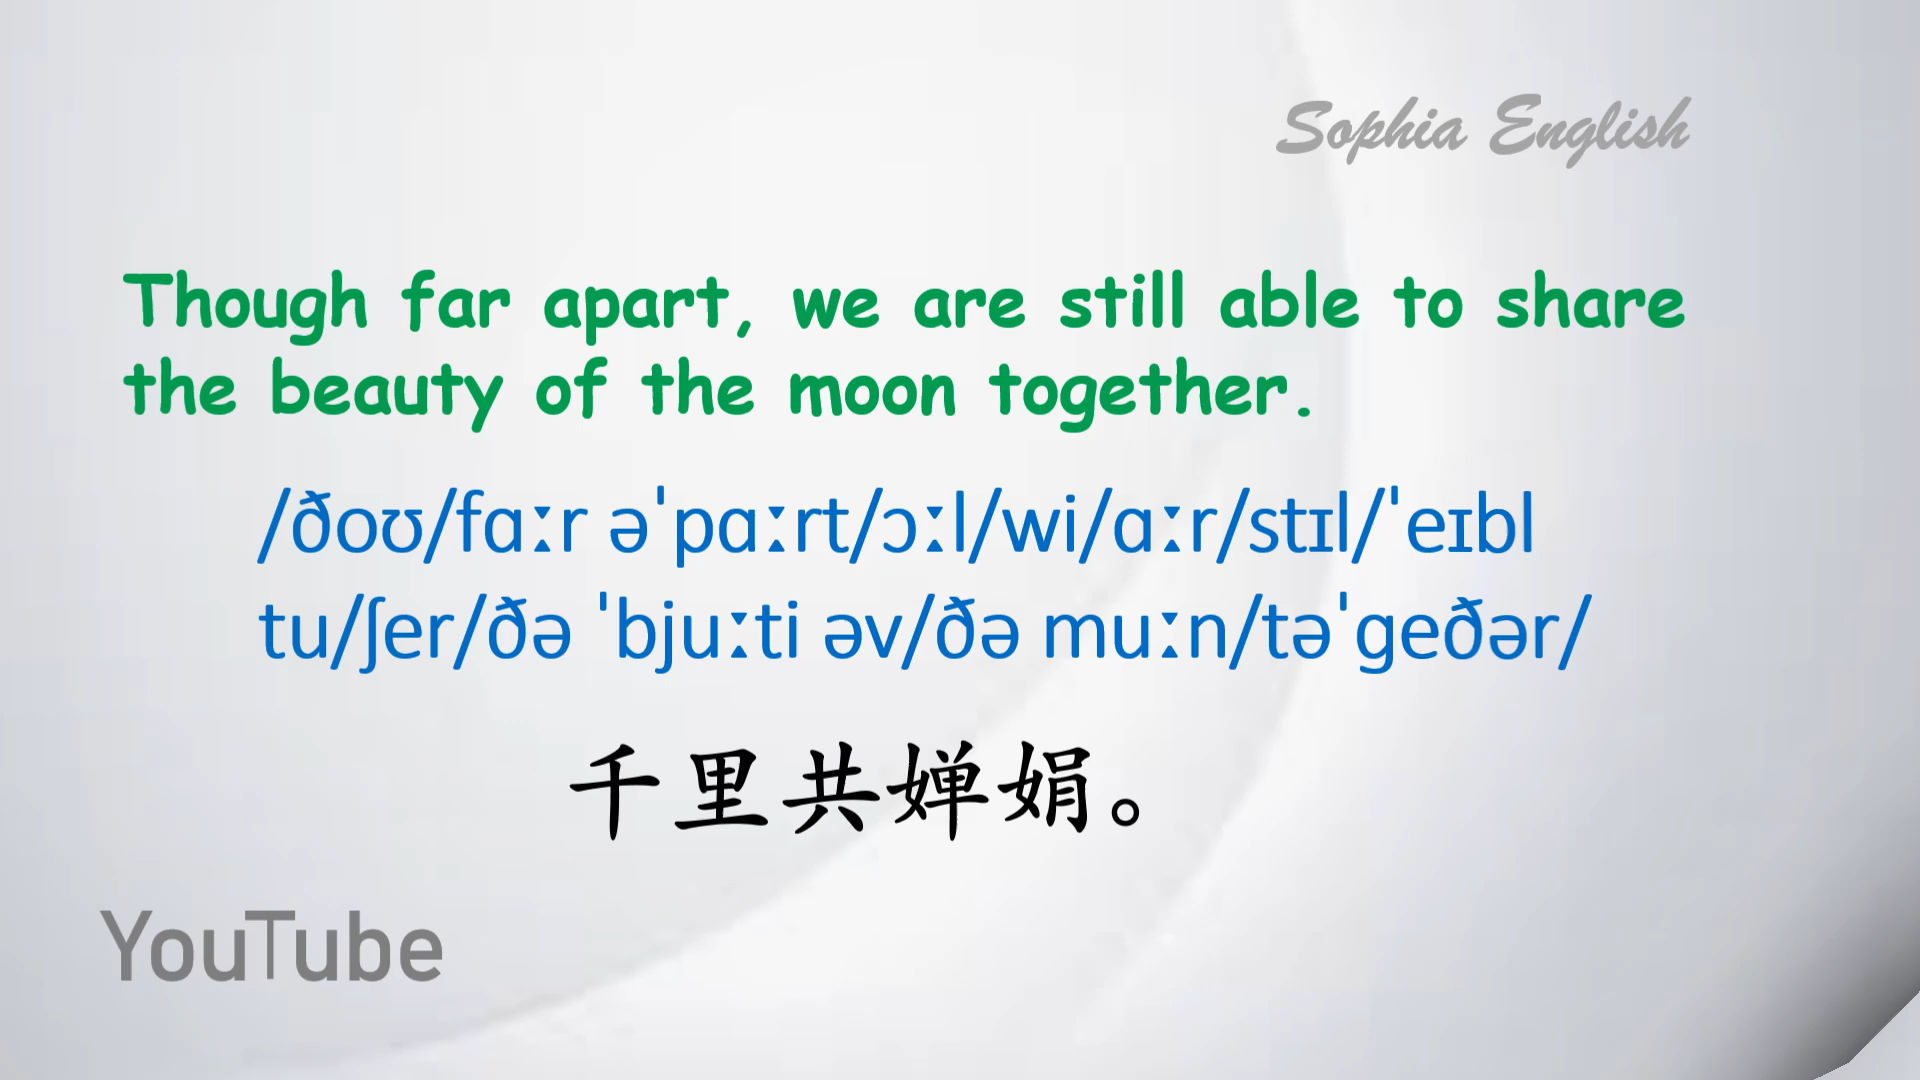 Sophia English
Though far apart, we are still able to share
the beauty of the moon together.
/ðoʊ/fɑːr əˈpɑːrt/ɔːl/wi/ɑːr/stɪl/ˈeɪbl
tu/ʃer/ðə ˈbjuːti əv/ðə muːn/təˈɡeðər/
千里共婵娟。
YouTube